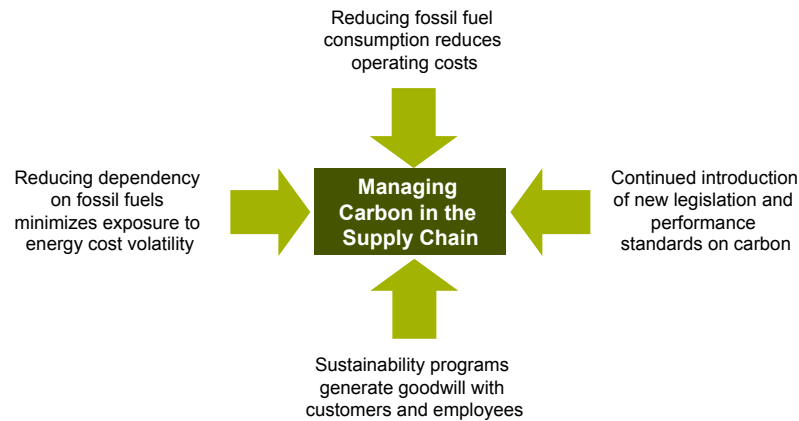 Reducing fossil fuel
consumption reduces
operating costs
Reducing dependency
on fossil fuels
minimizes exposure to
energy cost volatility
Managing
Carbon in the
Supply Chain
Continued introduction
of new legislation and
performance
standards on carbon
Sustainability programs
generate goodwill with
customers and employees